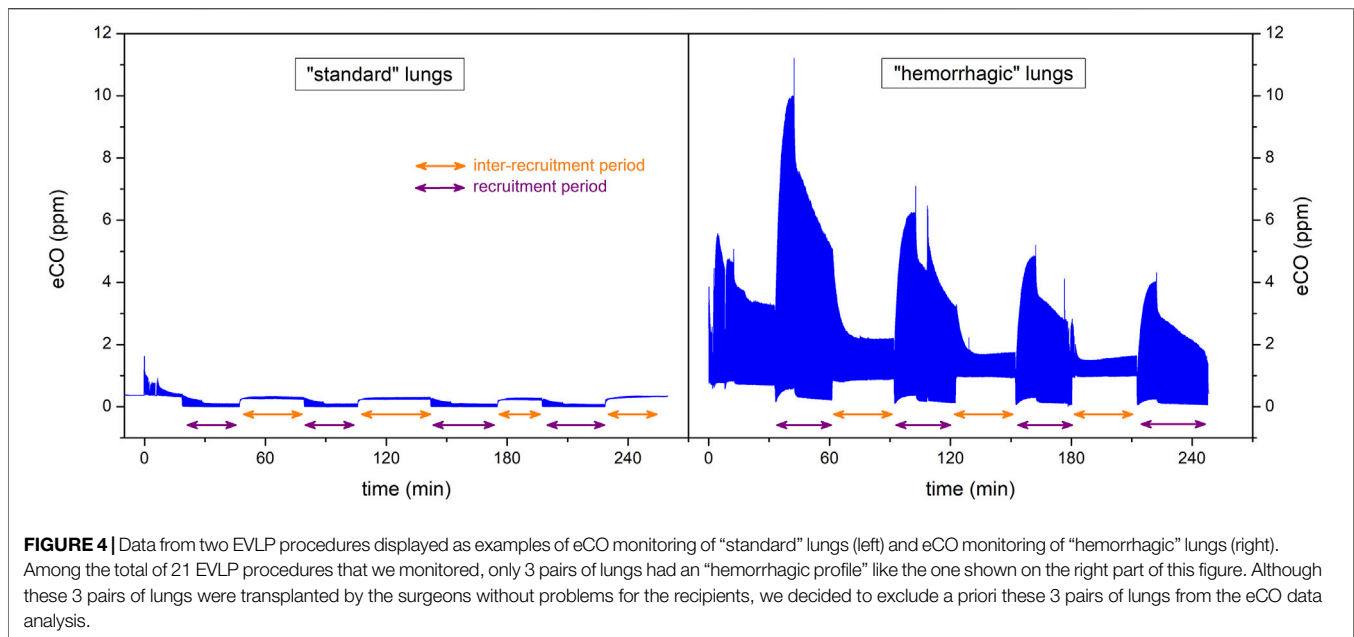 12
10
8
6
4
2
0
eCO (ppm)
"standard" lungs
inter-recruitment period
recruitment period
0
60
120
180
240
time (min)
"hemorrhagic" lungs
12
10
8
6
4
2
0
eCO (ppm)
0
60
120
180
240
time (min)
FIGURE 4 | Data from two EVLP procedures displayed as examples of eCO monitoring of “standard” lungs (left) and eCO monitoring of “hemorrhagic” lungs (right).
Among the total of 21 EVLP procedures that we monitored, only 3 pairs of lungs had an “hemorrhagic profile” like the one shown on the right part of this figure. Although
these 3 pairs of lungs were transplanted by the surgeons without problems for the recipients, we decided to exclude a priori these 3 pairs of lungs from the eCO data
analysis.